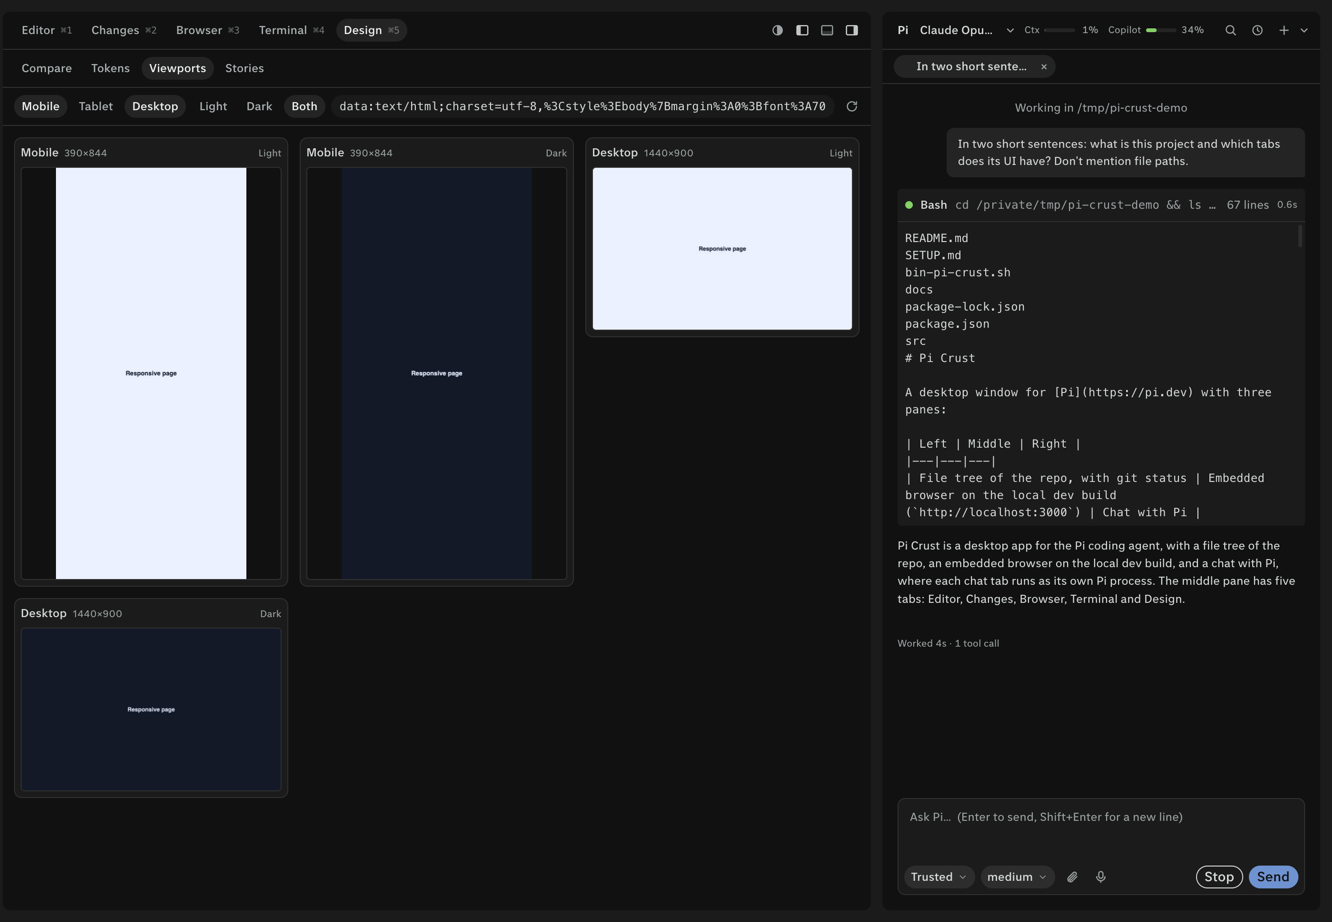 Editor ⌘1 Changes ⌘2 Browser ⌘3 Terminal ⌘4 Design ⌘5
Compare Tokens Viewports Stories
Mobile Tablet Desktop Light Dark Both data:text/html;charset=utf-8,%3Cstyle%3Ebody%7Bmargin%3A0%3Bfont%3A70
Mobile 390×844 Light
Responsive page
Mobile 390×844 Dark
Responsive page
Desktop 1440×900 Light
Responsive page
Desktop 1440×900 Dark
Responsive page
Pi Claude Opu... Ctx 1% Copilot 34%
In two short sente... ×
Working in /tmp/pi-crust-demo
In two short sentences: what is this project and which tabs
does its UI have? Don't mention file paths.
Bash cd /private/tmp/pi-crust-demo && ls … 67 lines 0.6s
README.md
SETUP.md
bin-pi-crust.sh
docs
package-lock.json
package.json
src
# Pi Crust
A desktop window for [Pi](https://pi.dev) with three
panes:
| Left | Middle | Right |
|---|---|---|
| File tree of the repo, with git status | Embedded
browser on the local dev build
(`http://localhost:3000`) | Chat with Pi |
Pi Crust is a desktop app for the Pi coding agent, with a file tree of the
repo, an embedded browser on the local dev build, and a chat with Pi,
where each chat tab runs as its own Pi process. The middle pane has five
tabs: Editor, Changes, Browser, Terminal and Design.
Worked 4s · 1 tool call
Ask Pi... (Enter to send, Shift+Enter for a new line)
Trusted medium Stop Send